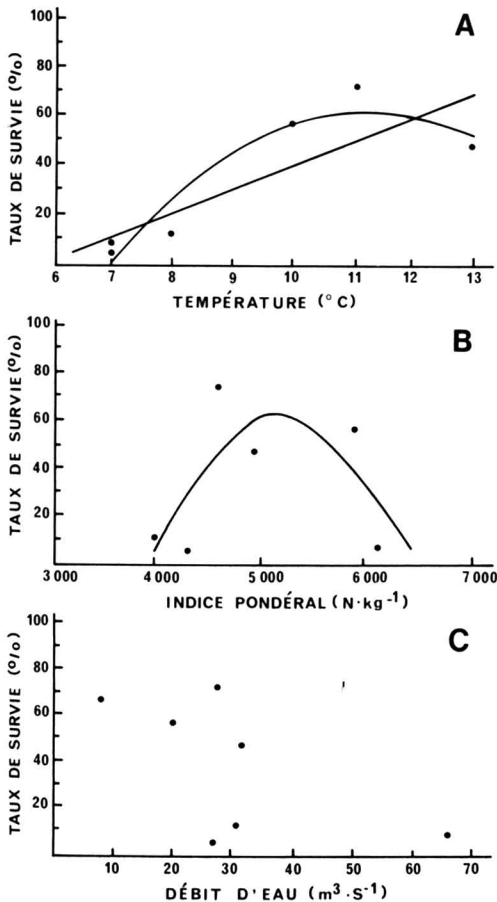 A
TAUX DE SURVIE (%)
100
80
60
40
20
6 7 8 9 10 11 12 13
TEMPÉRATURE (°C)
B
TAUX DE SURVIE (%)
100
80
60
40
20
3 000 4 000 5 000 6 000 7 000
INDICE PONDÉRAL (N·kg⁻¹)
C
TAUX DE SURVIE (%)
100
80
60
40
20
10 20 30 40 50 60 70
DÉBIT D'EAU (m³·S⁻¹)